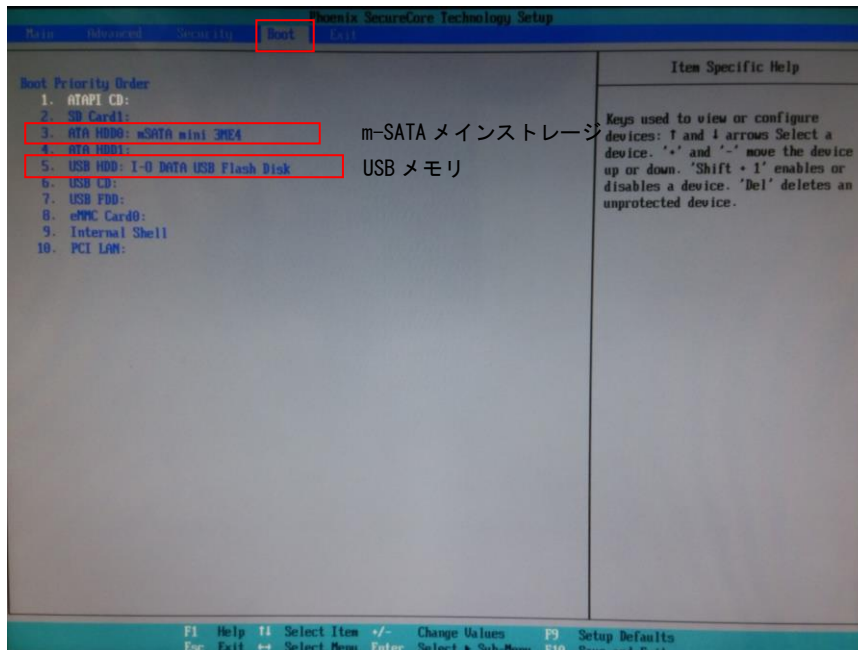 Phoenix SecureCore Technology Setup
Main Advanced Security Boot Exit
Item Specific Help
Boot Priority Order
1. ATAPI CD:
2. SD Card1:
3. ATA HDD0: mSATA mini 3ME4
m-SATA メインストレージ
4. ATA HDD1:
5. USB HDD: I-O DATA USB Flash Disk
USB メモリ
6. USB CD:
7. USB FDD:
8. eMMC Card0:
9. Internal Shell
10. PCI LAN:
Keys used to view or configure
devices: ↑ and ↓ arrows Select a
device. '+' and '-' move the device
up or down. 'Shift + 1' enables or
disables a device. 'Del' deletes an
unprotected device.
F1 Help ↑↓ Select Item +/- Change Values F9 Setup Defaults
Esc Exit ↔ Select Menu Enter Select ▶ Sub-Menu F10